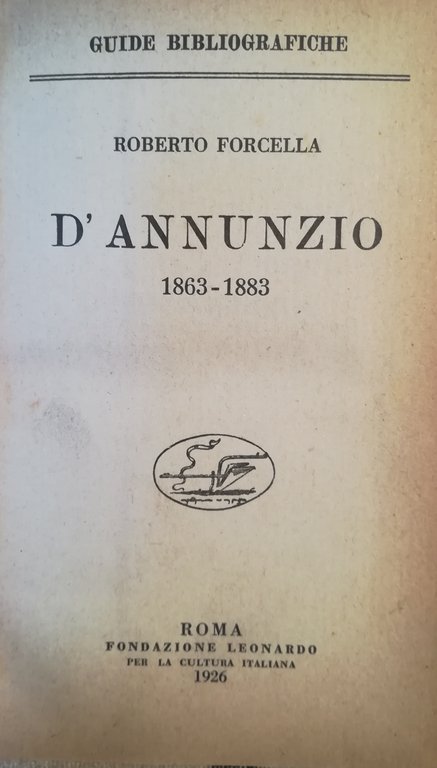 GUIDE BIBLIOGRAFICHE
ROBERTO FORCELLA
D'ANNUNZIO
1863-1883
ROMA
FONDAZIONE LEONARDO
PER LA CULTURA ITALIANA
1926